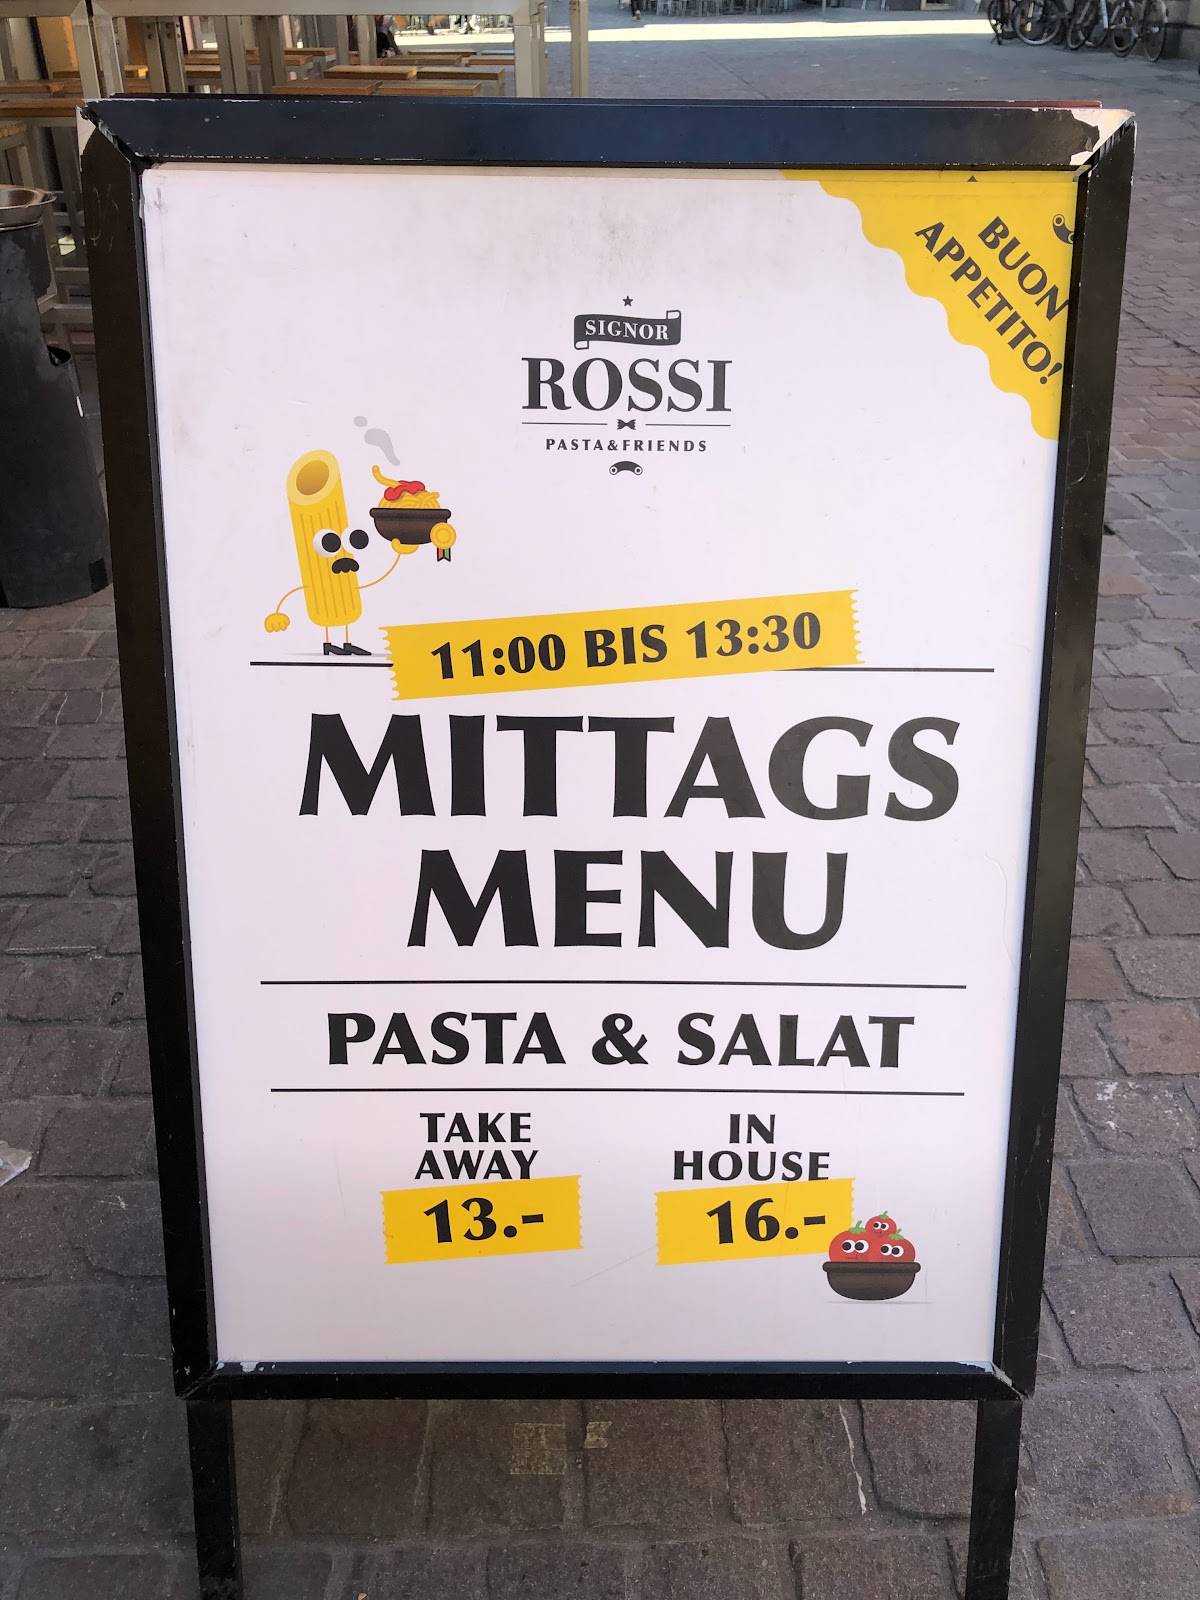 BUON
APPETITO!
SIGNOR
ROSSI
PASTA&FRIENDS
11:00 BIS 13:30
MITTAGS
MENU
PASTA & SALAT
TAKE
AWAY
13.-
IN
HOUSE
16.-